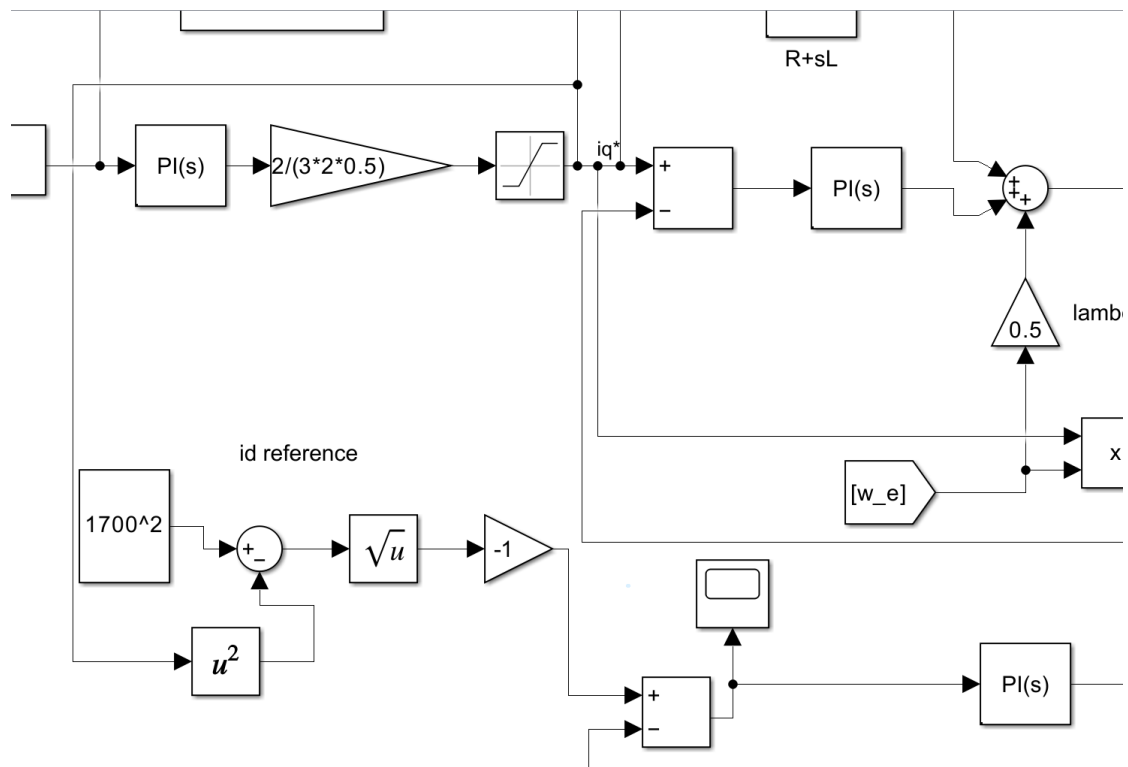 R+sL
PI(s)
2/(3*2*0.5)
iq*
+
−
PI(s)
+
+
+
0.5
lamb
id reference
1700^2
+
−
√u
-1
[w_e]
x
u²
+
−
PI(s)